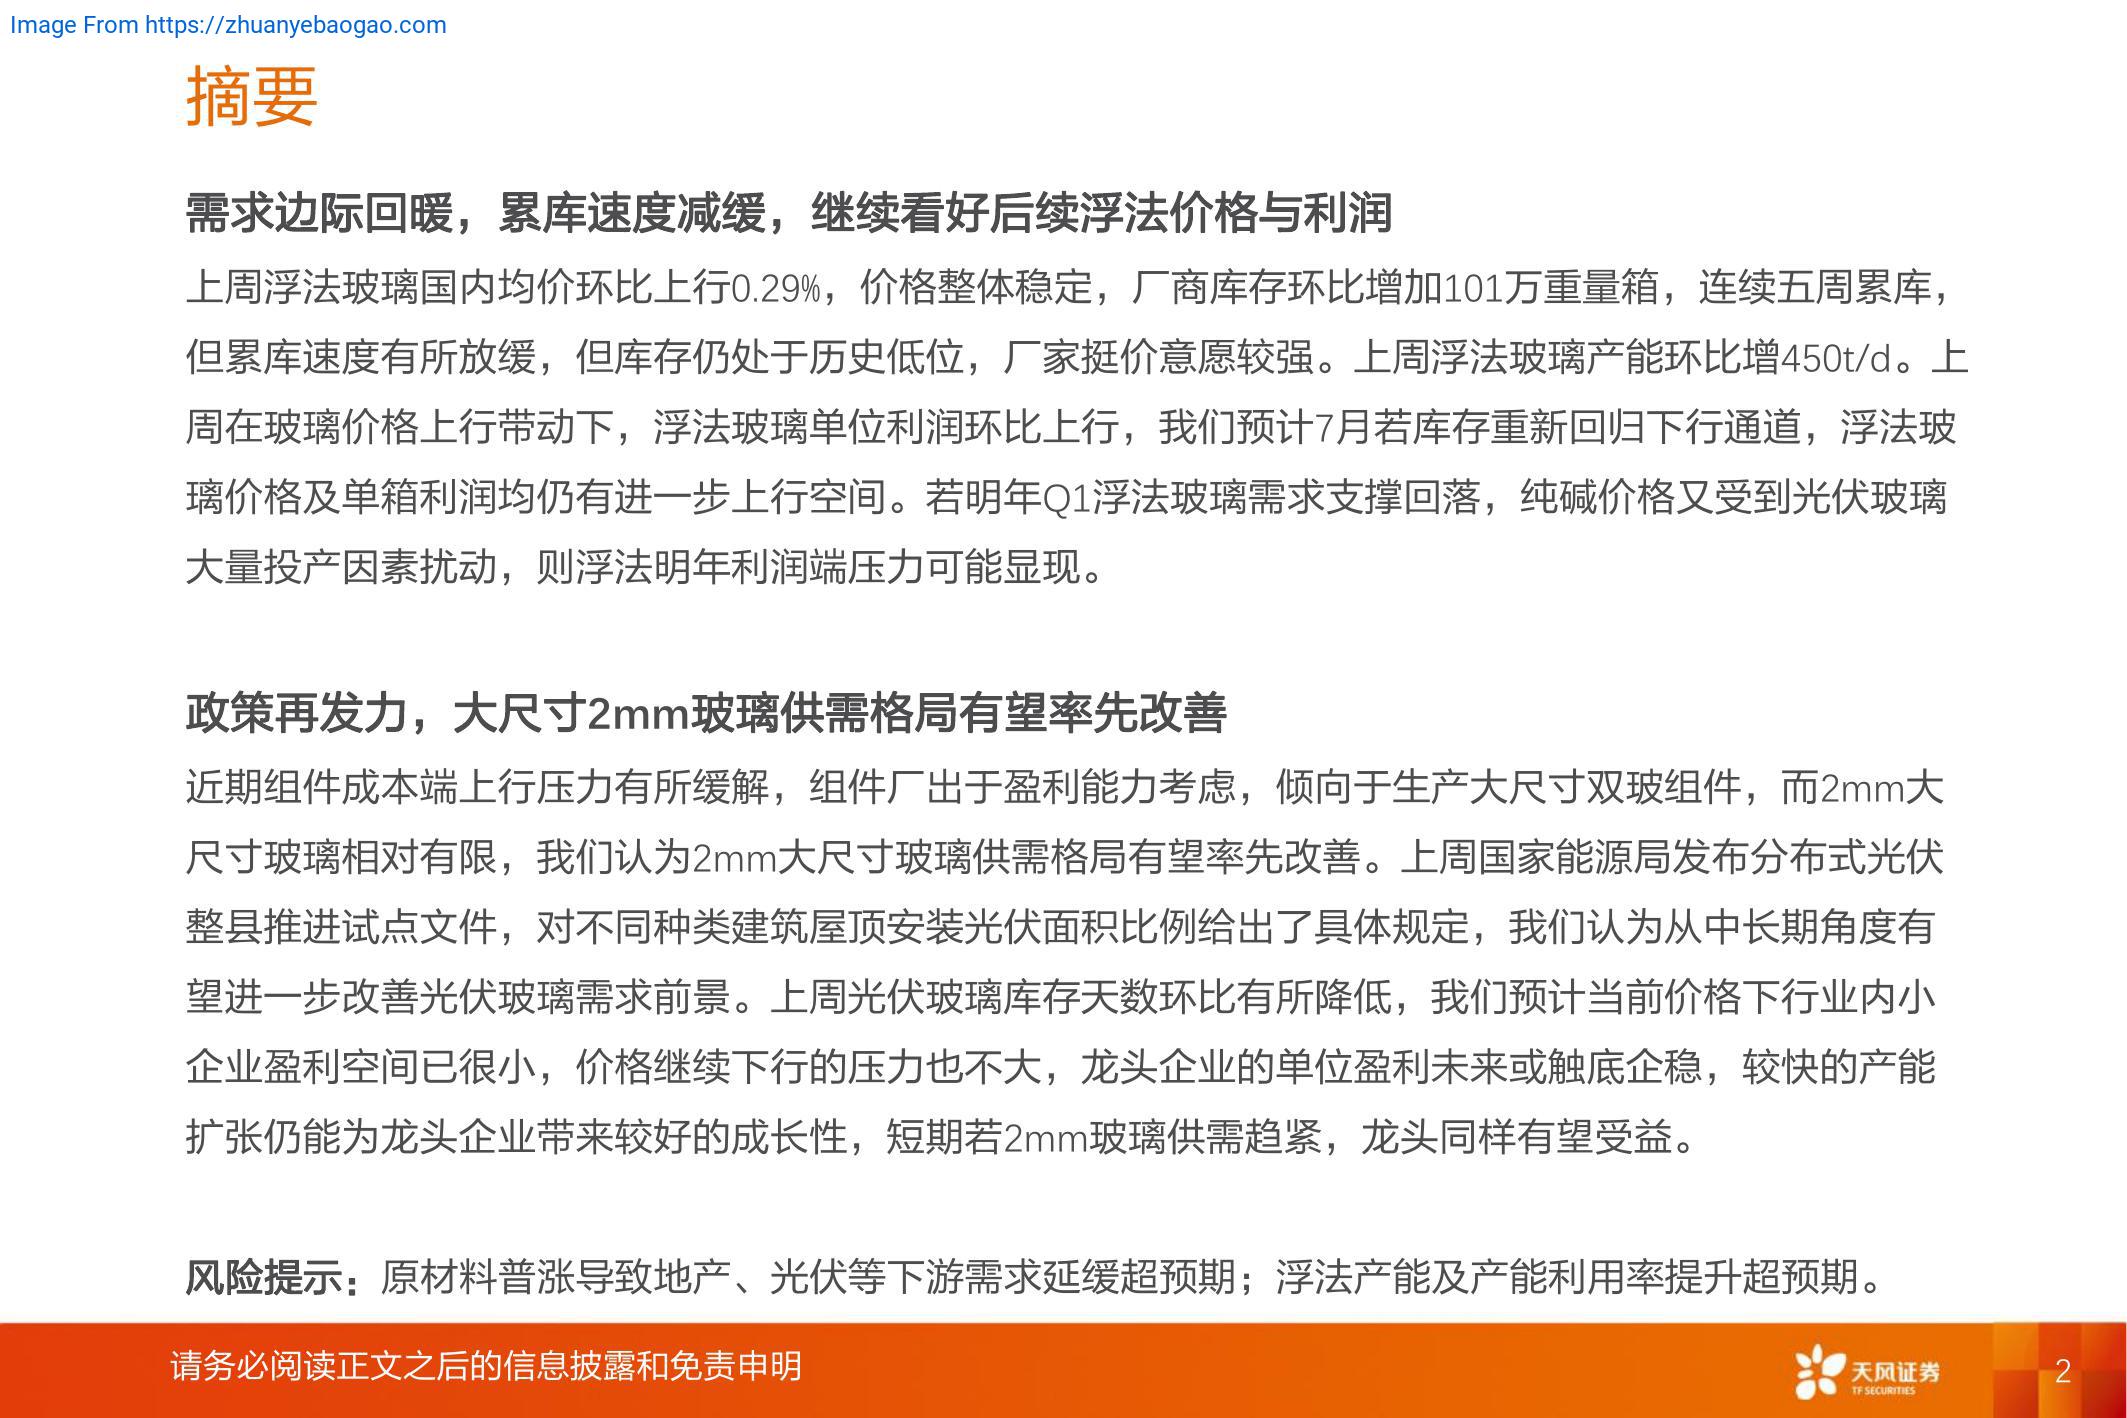 Image From https://zhuanyebaogao.com
摘要
需求边际回暖，累库速度减缓，继续看好后续浮法价格与利润
上周浮法玻璃国内均价环比上行0.29%，价格整体稳定，厂商库存环比增加101万重量箱，连续五周累库，
但累库速度有所放缓，但库存仍处于历史低位，厂家挺价意愿较强。上周浮法玻璃产能环比增450t/d。上
周在玻璃价格上行带动下，浮法玻璃单位利润环比上行，我们预计7月若库存重新回归下行通道，浮法玻
璃价格及单箱利润均仍有进一步上行空间。若明年Q1浮法玻璃需求支撑回落，纯碱价格又受到光伏玻璃
大量投产因素扰动，则浮法明年利润端压力可能显现。
政策再发力，大尺寸2mm玻璃供需格局有望率先改善
近期组件成本端上行压力有所缓解，组件厂出于盈利能力考虑，倾向于生产大尺寸双玻组件，而2mm大
尺寸玻璃相对有限，我们认为2mm大尺寸玻璃供需格局有望率先改善。上周国家能源局发布分布式光伏
整县推进试点文件，对不同种类建筑屋顶安装光伏面积比例给出了具体规定，我们认为从中长期角度有
望进一步改善光伏玻璃需求前景。上周光伏玻璃库存天数环比有所降低，我们预计当前价格下行业内小
企业盈利空间已很小，价格继续下行的压力也不大，龙头企业的单位盈利未来或触底企稳，较快的产能
扩张仍能为龙头企业带来较好的成长性，短期若2mm玻璃供需趋紧，龙头同样有望受益。
风险提示：原材料普涨导致地产、光伏等下游需求延缓超预期；浮法产能及产能利用率提升超预期。
请务必阅读正文之后的信息披露和免责申明
天风证券
TF SECURITIES
2